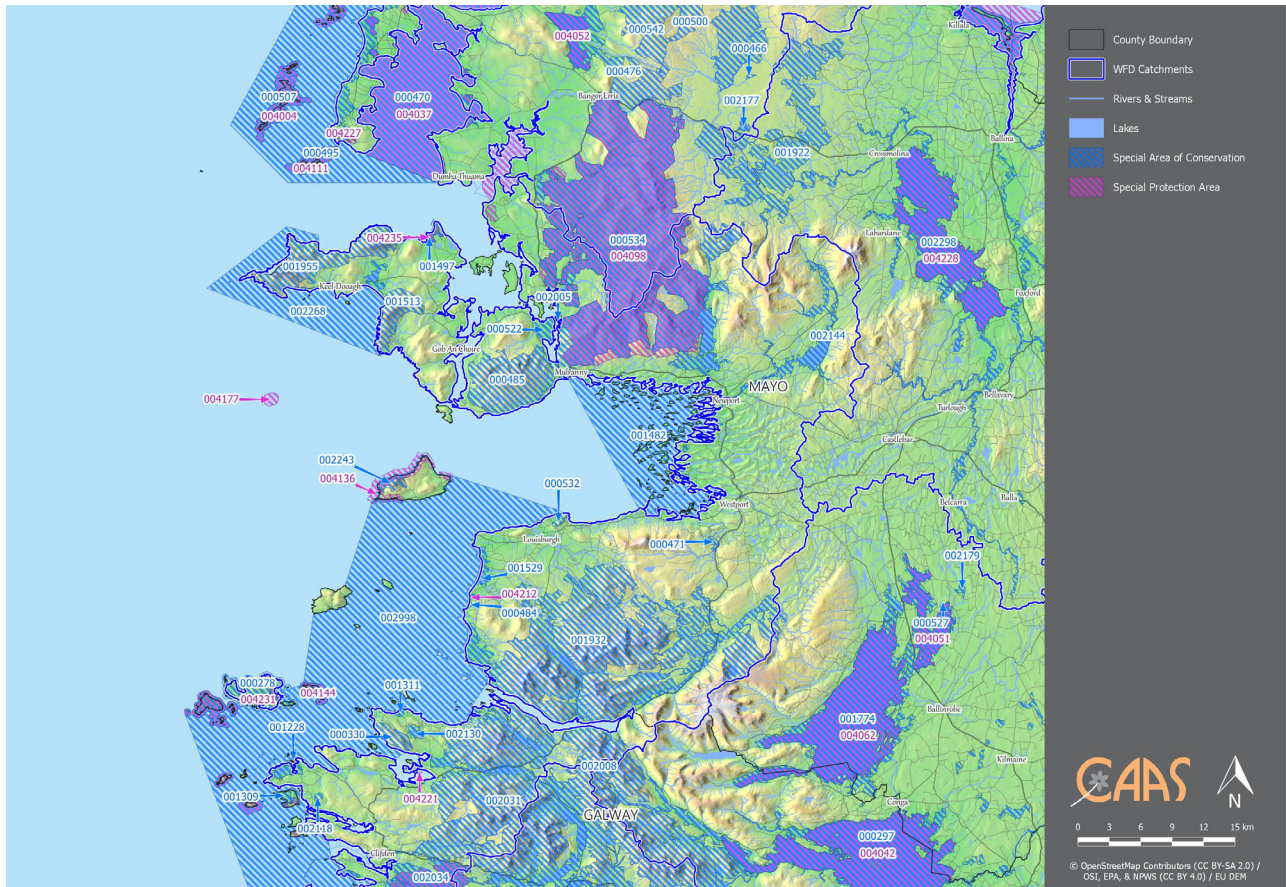 000542
000500
Killala
004052
000466
000476
000507
004004
000470
004037
Bangor Erris
002177
004227
000495
004111
001922
Ballina
Crossmolina
Dumha Thuama
Lahardane
004235
000534
004098
002298
004228
001955
001497
Keel-Dooagh
001513
002005
Foxford
002268
000522
002144
Gob An Choire
000485
Mulranny
MAYO
Bellavary
004177
Newport
Turlough
001482
Castlebar
002243
004136
000532
Westport
Belcarra
Balla
Louisburgh
000471
001529
002179
004212
000484
000527
004051
002998
001932
000278
004231
004144
001311
001774
004062
Ballinrobe
001228
000330
002130
Kilmaine
002008
001309
004221
002031
Conga
002118
GALWAY
000297
004042
Clifden
002034
County Boundary
WFD Catchments
Rivers & Streams
Lakes
Special Area of Conservation
Special Protection Area
CAAS
N
0 3 6 9 12 15 km
© OpenStreetMap Contributors (CC BY-SA 2.0) /
OSI, EPA, & NPWS (CC BY 4.0) / EU DEM